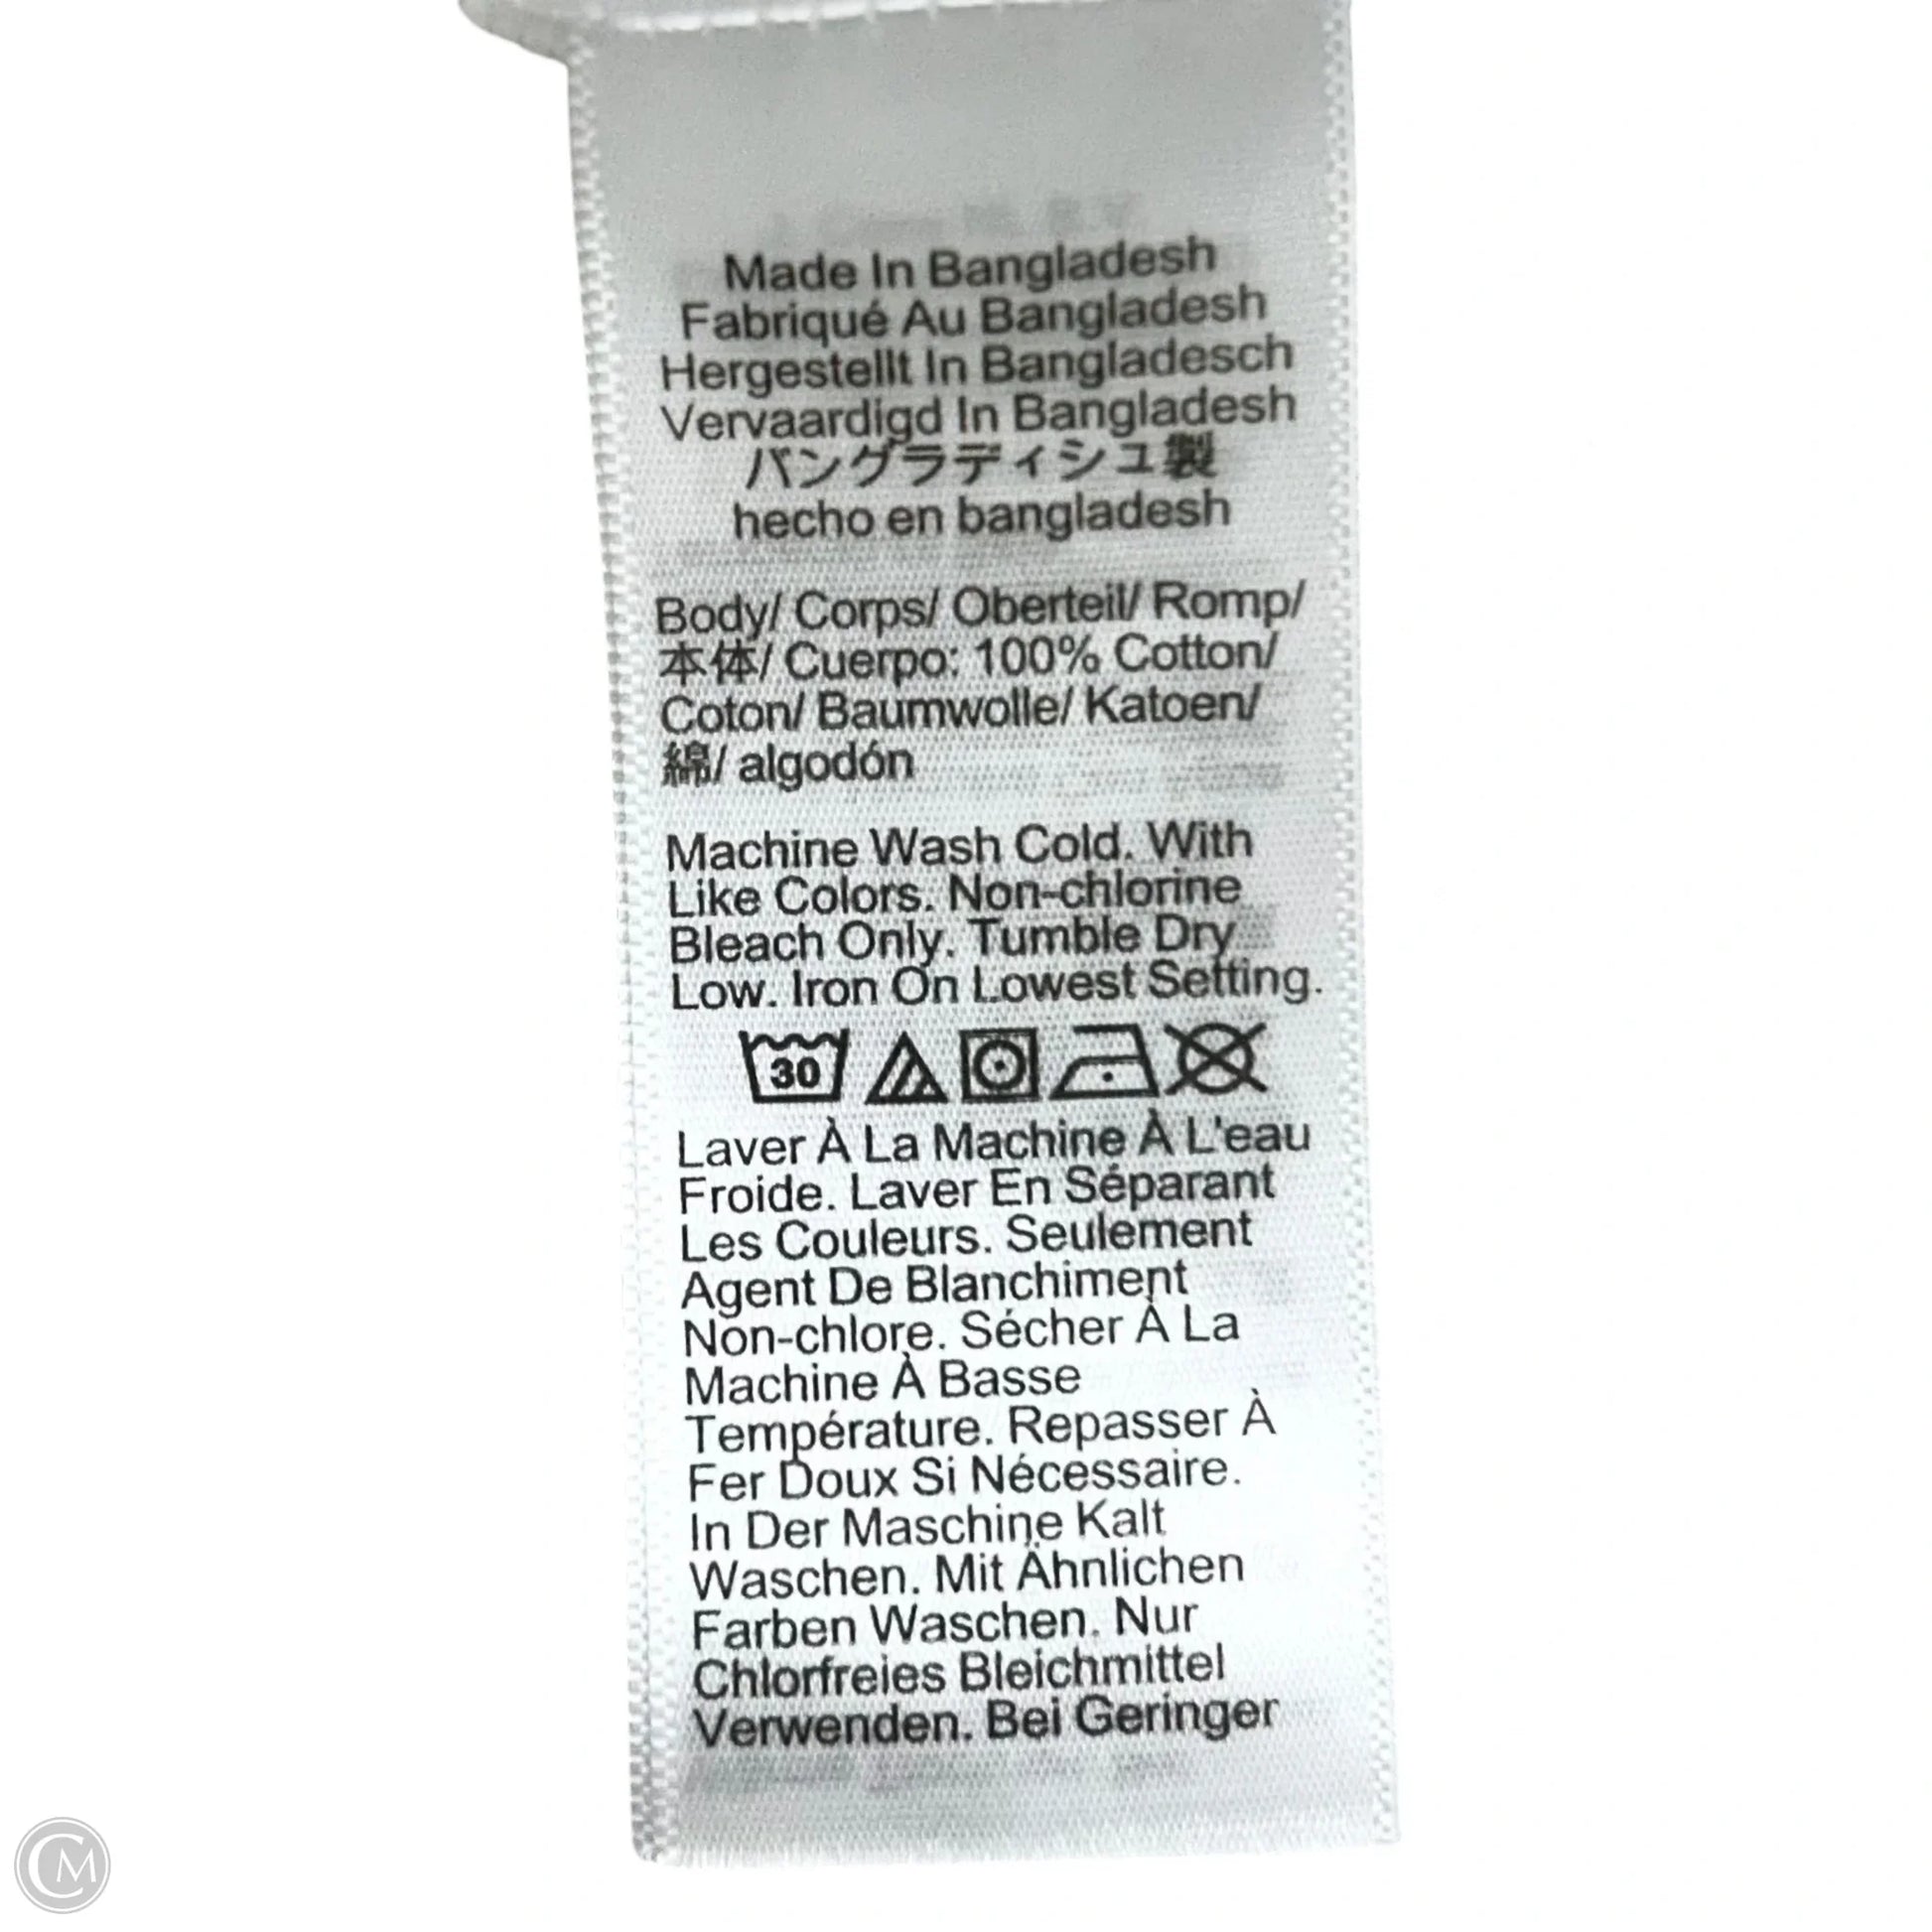 Made In Bangladesh
Fabriqué Au Bangladesh
Hergestellt In Bangladesch
Vervaardigd In Bangladesh
バングラディシュ製
hecho en bangladesh
Body/ Corps/ Oberteil/ Romp/
本体/ Cuerpo: 100% Cotton/
Coton/ Baumwolle/ Katoen/
綿/ algodón
Machine Wash Cold. With
Like Colors. Non-chlorine
Bleach Only. Tumble Dry
Low. Iron On Lowest Setting.
30
Laver À La Machine À L'eau
Froide. Laver En Séparant
Les Couleurs. Seulement
Agent De Blanchiment
Non-chlore. Sécher À La
Machine À Basse
Température. Repasser À
Fer Doux Si Nécessaire.
In Der Maschine Kalt
Waschen. Mit Ähnlichen
Farben Waschen. Nur
Chlorfreies Bleichmittel
Verwenden. Bei Geringer
CM